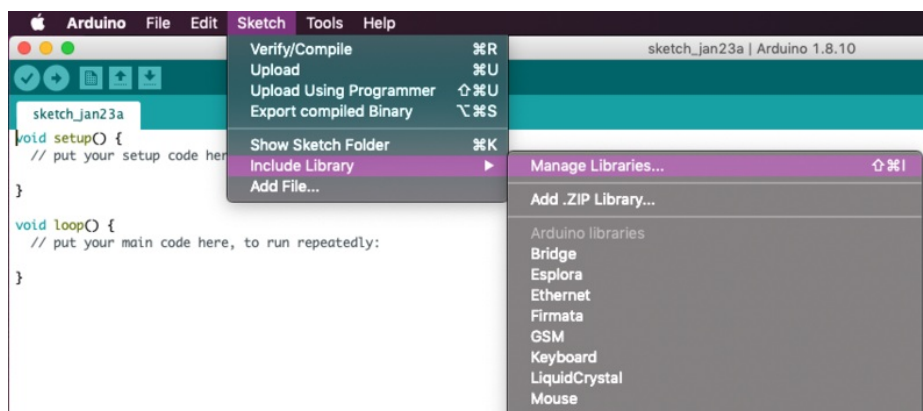 Arduino File Edit Sketch Tools Help
sketch_jan23a | Arduino 1.8.10
Verify/Compile ⌘R
Upload ⌘U
Upload Using Programmer ⇧⌘U
Export compiled Binary ⌥⌘S
Show Sketch Folder ⌘K
Include Library ▶
Add File...
sketch_jan23a
void setup() {
// put your setup code her
}
void loop() {
// put your main code here, to run repeatedly:
}
Manage Libraries... ⇧⌘I
Add .ZIP Library...
Arduino libraries
Bridge
Esplora
Ethernet
Firmata
GSM
Keyboard
LiquidCrystal
Mouse